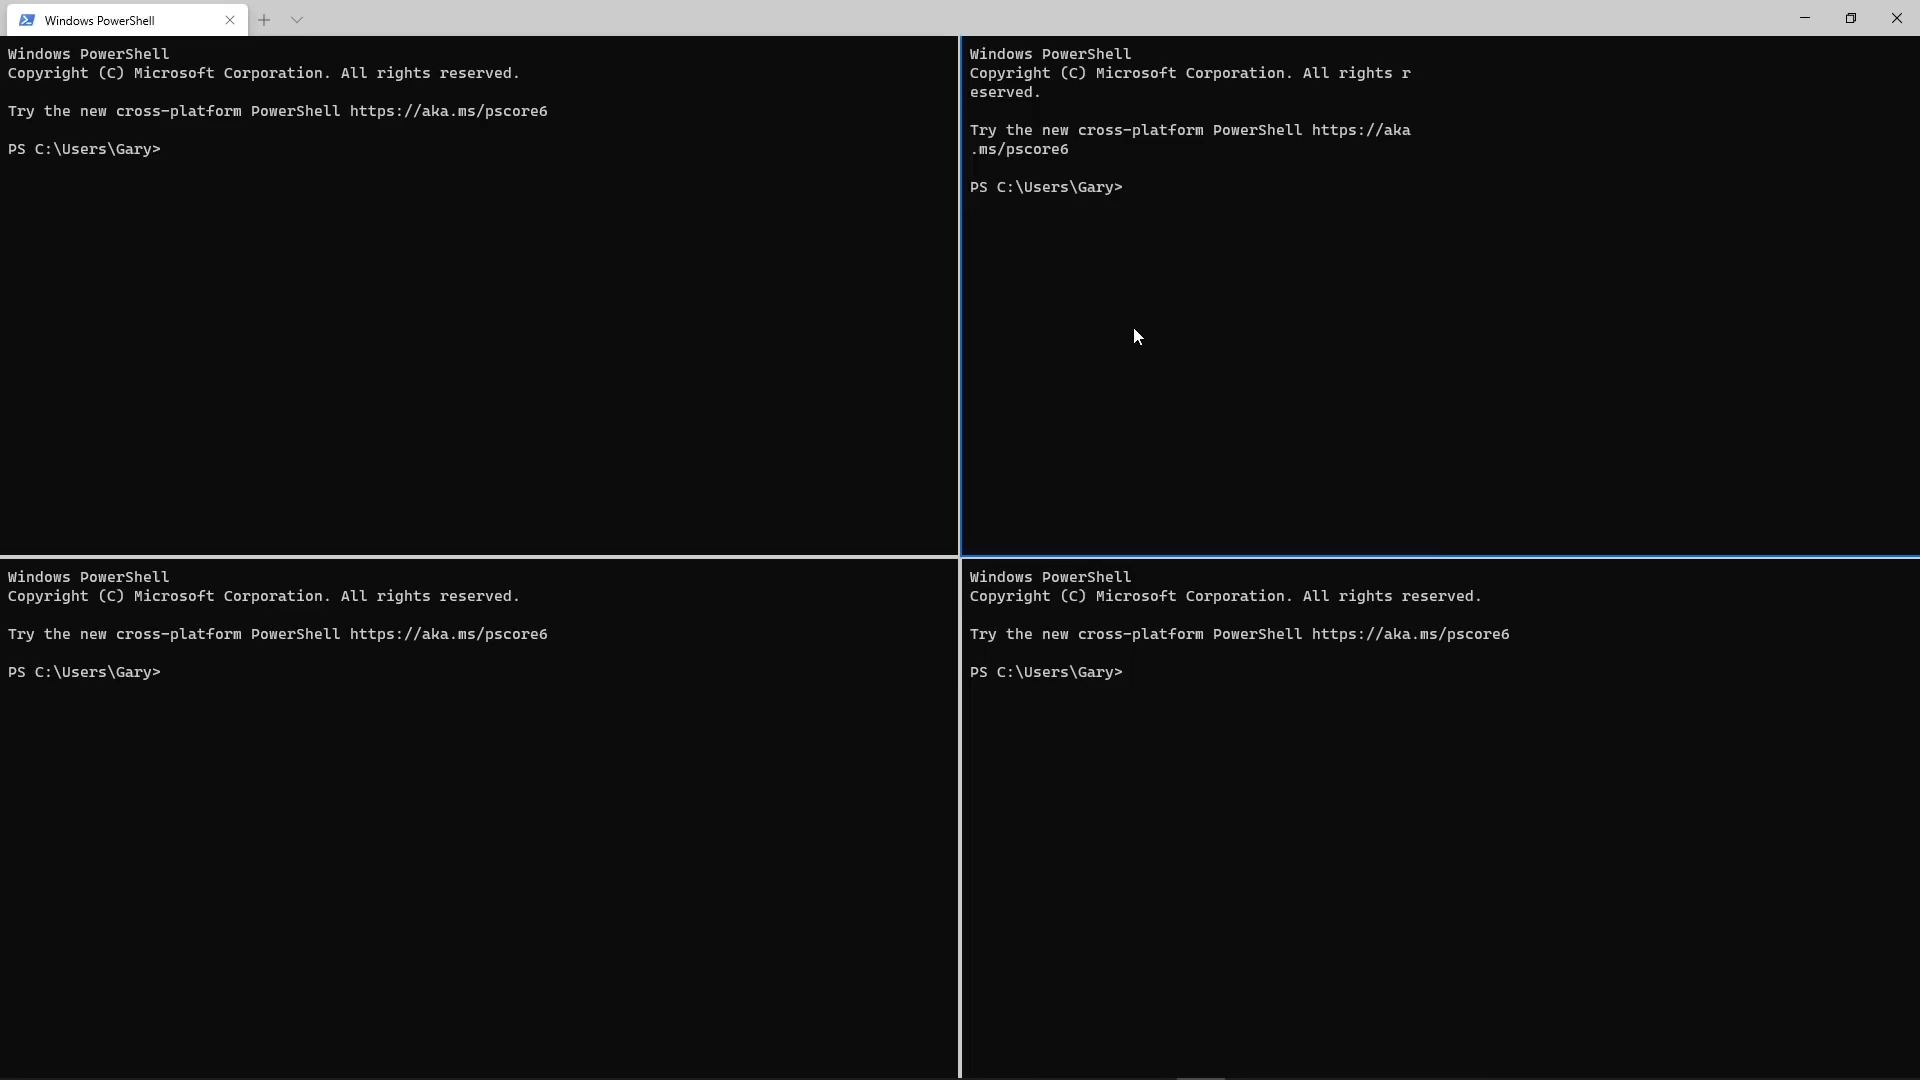 Windows PowerShell
Windows PowerShell
Copyright (C) Microsoft Corporation. All rights reserved.
Try the new cross-platform PowerShell https://aka.ms/pscore6
PS C:\Users\Gary>
Windows PowerShell
Copyright (C) Microsoft Corporation. All rights r
eserved.
Try the new cross-platform PowerShell https://aka
.ms/pscore6
PS C:\Users\Gary>
Windows PowerShell
Copyright (C) Microsoft Corporation. All rights reserved.
Try the new cross-platform PowerShell https://aka.ms/pscore6
PS C:\Users\Gary>
Windows PowerShell
Copyright (C) Microsoft Corporation. All rights reserved.
Try the new cross-platform PowerShell https://aka.ms/pscore6
PS C:\Users\Gary>